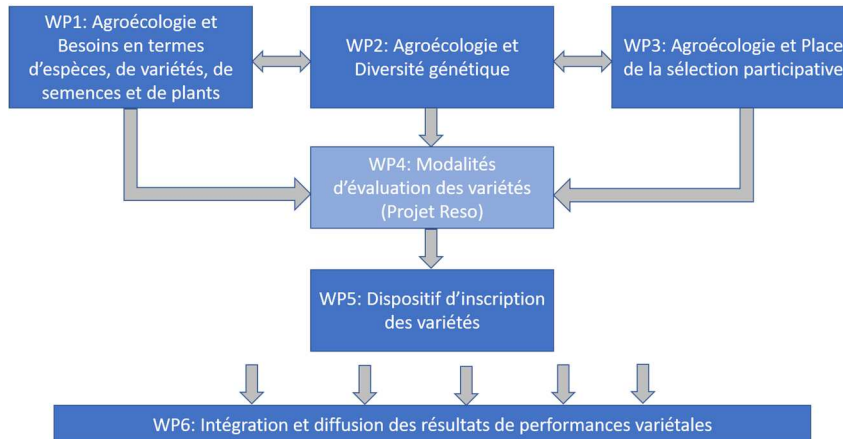 WP1: Agroécologie et
Besoins en termes
d'espèces, de variétés, de
semences et de plants
WP2: Agroécologie et
Diversité génétique
WP3: Agroécologie et Place
de la sélection participative
WP4: Modalités
d'évaluation des variétés
(Projet Reso)
WP5: Dispositif d'inscription
des variétés
WP6: Intégration et diffusion des résultats de performances variétales